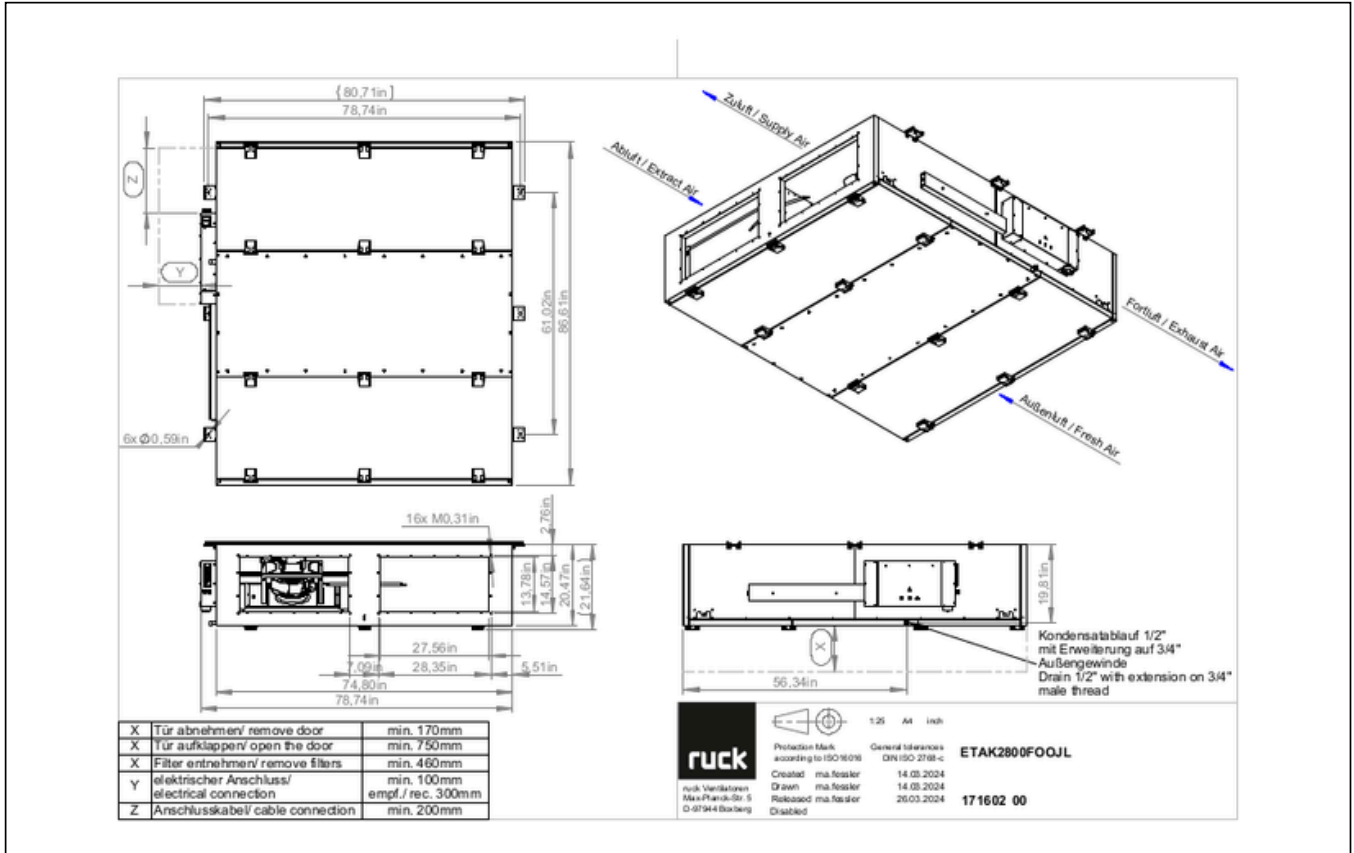 {80,71in}
78,74in
Z
Y
61,02in
86,61in
6x Ø0,59in
Zuluft / Supply Air
Abluft / Extract Air
Fortluft / Exhaust Air
Außenluft / Fresh Air
16x M0,31in
2,76in
13,78in
14,57in
20,47in
{21,64in}
27,56in
7,09in
28,35in
5,51in
74,80in
78,74in
19,81in
X
56,34in
Kondensatablauf 1/2"
mit Erweiterung auf 3/4"
Außengewinde
Drain 1/2" with extension on 3/4"
male thread
X Tür abnehmen/ remove door min. 170mm
X Tür aufklappen/ open the door min. 750mm
X Filter entnehmen/ remove filters min. 460mm
Y elektrischer Anschluss/ electrical connection min. 100mm empf./ rec. 300mm
Z Anschlusskabel/ cable connection min. 200mm
ruck
ruck Ventilatoren
Max-Planck-Str. 5
D-97944 Boxberg
1:25 A4 inch
Protection Mark according to ISO16016
General tolerances DIN ISO 2768-c
ETAK2800FOOJL
Created ma.fessler 14.03.2024
Drawn ma.fessler 14.03.2024
Released ma.fessler 26.03.2024
Disabled
171602 00